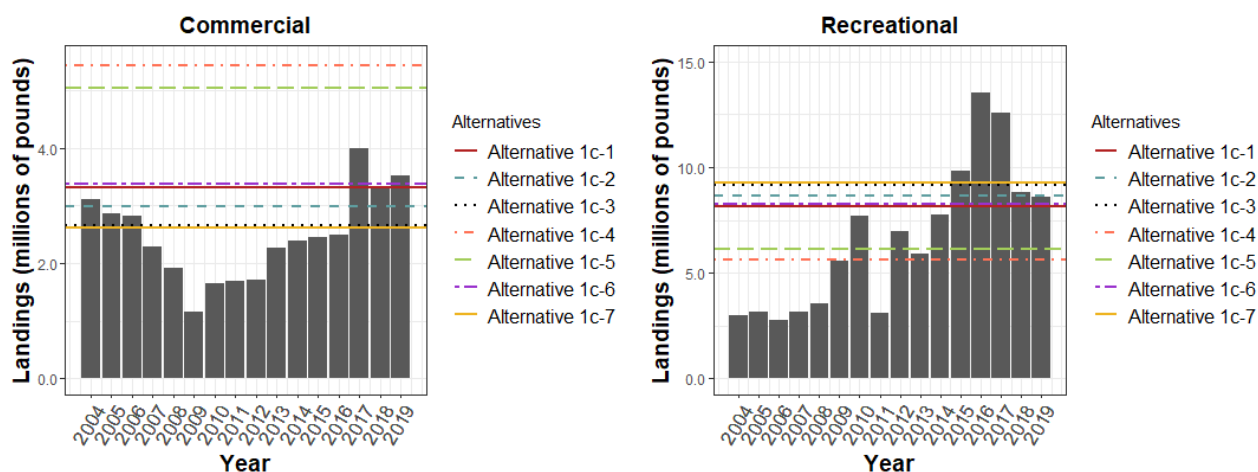 Commercial
Landings (millions of pounds)
4.0
2.0
0.0
2004
2005
2006
2007
2008
2009
2010
2011
2012
2013
2014
2015
2016
2017
2018
2019
Year
Alternatives
Alternative 1c-1
Alternative 1c-2
Alternative 1c-3
Alternative 1c-4
Alternative 1c-5
Alternative 1c-6
Alternative 1c-7
Recreational
Landings (millions of pounds)
15.0
10.0
5.0
0.0
2004
2005
2006
2007
2008
2009
2010
2011
2012
2013
2014
2015
2016
2017
2018
2019
Year
Alternatives
Alternative 1c-1
Alternative 1c-2
Alternative 1c-3
Alternative 1c-4
Alternative 1c-5
Alternative 1c-6
Alternative 1c-7